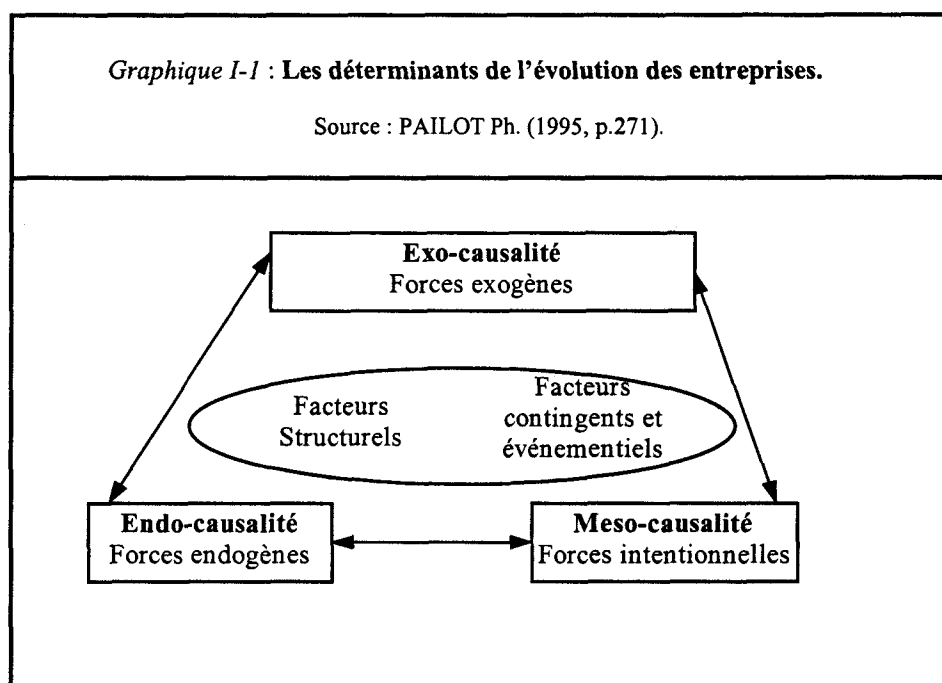 Graphique I-1 : Les déterminants de l'évolution des entreprises.
Source : PAILOT Ph. (1995, p.271).
Exo-causalité
Forces exogènes
Facteurs
Structurels
Facteurs
contingents et
événementiels
Endo-causalité
Forces endogènes
Meso-causalité
Forces intentionnelles